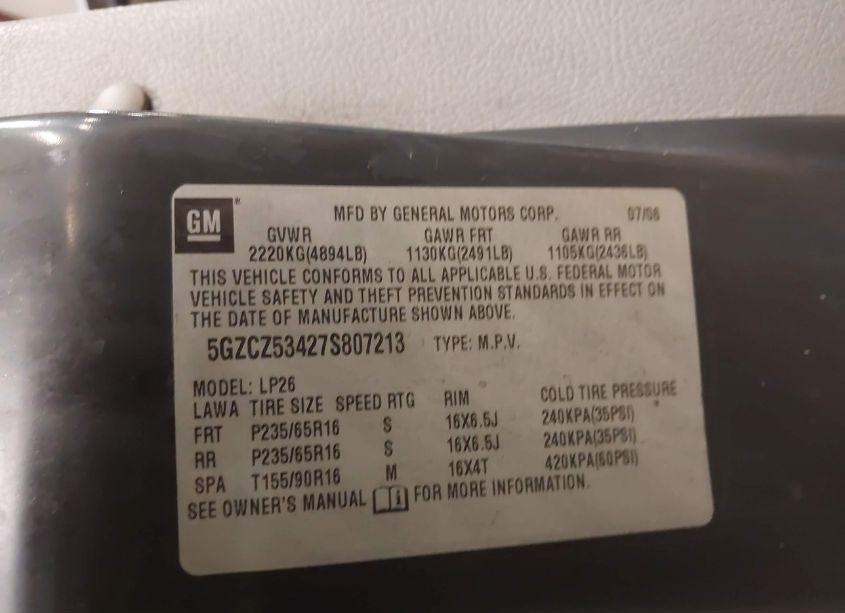 GM
MFD BY GENERAL MOTORS CORP. 07/06
GVWR GAWR FRT GAWR RR
2220KG(4894LB) 1130KG(2491LB) 1105KG(2436LB)
THIS VEHICLE CONFORMS TO ALL APPLICABLE U.S. FEDERAL MOTOR
VEHICLE SAFETY AND THEFT PREVENTION STANDARDS IN EFFECT ON
THE DATE OF MANUFACTURE SHOWN ABOVE.
5GZCZ53427S807213 TYPE: M.P.V.
MODEL: LP26
LAWA TIRE SIZE SPEED RTG RIM COLD TIRE PRESSURE
FRT P235/65R16 S 16X6.5J 240KPA(35PSI)
RR P235/65R16 S 16X6.5J 240KPA(35PSI)
SPA T155/90R16 M 16X4T 420KPA(60PSI)
SEE OWNER'S MANUAL FOR MORE INFORMATION.